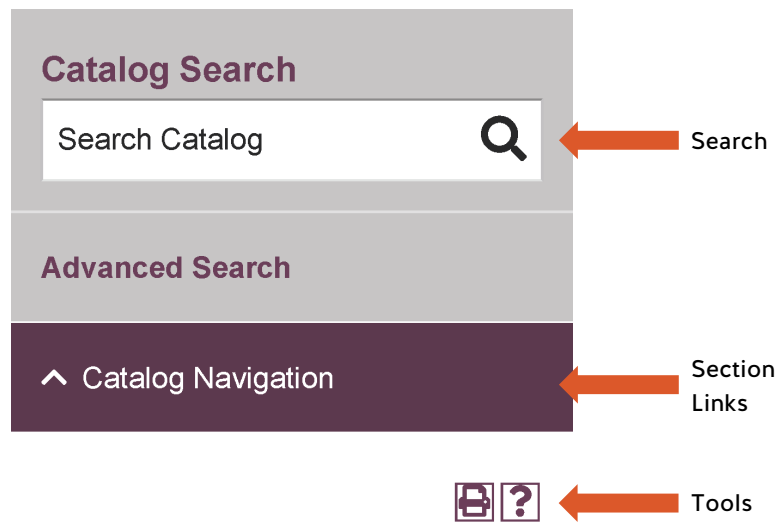 Catalog Search
Search Catalog
Search
Advanced Search
Catalog Navigation
Section
Links
?
Tools